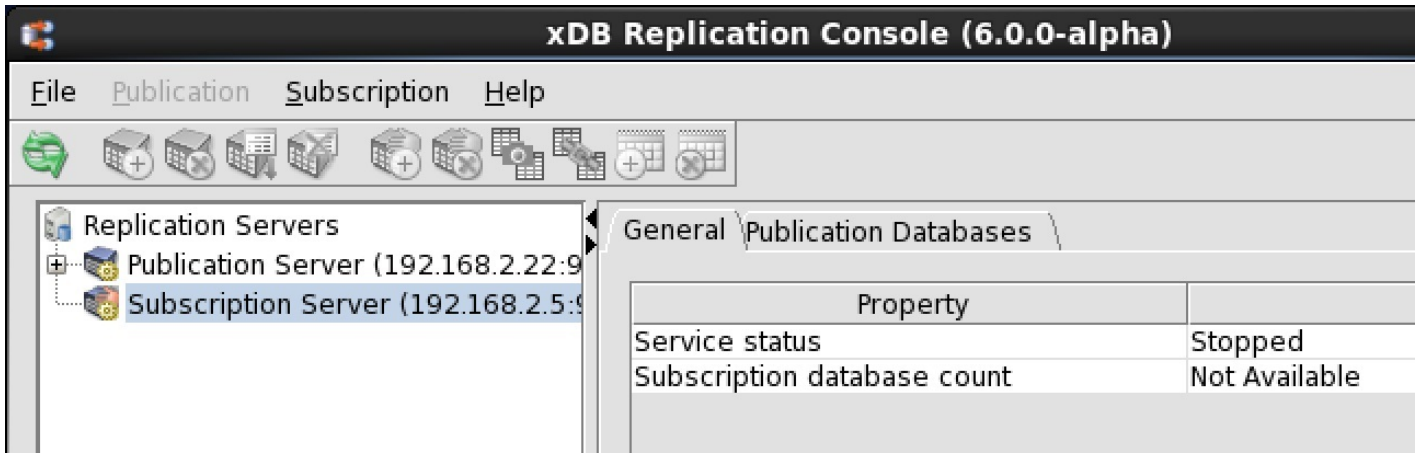 xDB Replication Console (6.0.0-alpha)
File Publication Subscription Help
Replication Servers
Publication Server (192.168.2.22:9
Subscription Server (192.168.2.5:9
General Publication Databases
Property
Service status Stopped
Subscription database count Not Available